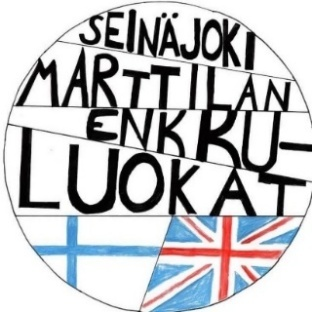 SEINÄJOKI
MARTTILAN
ENKKU-
LUOKAT